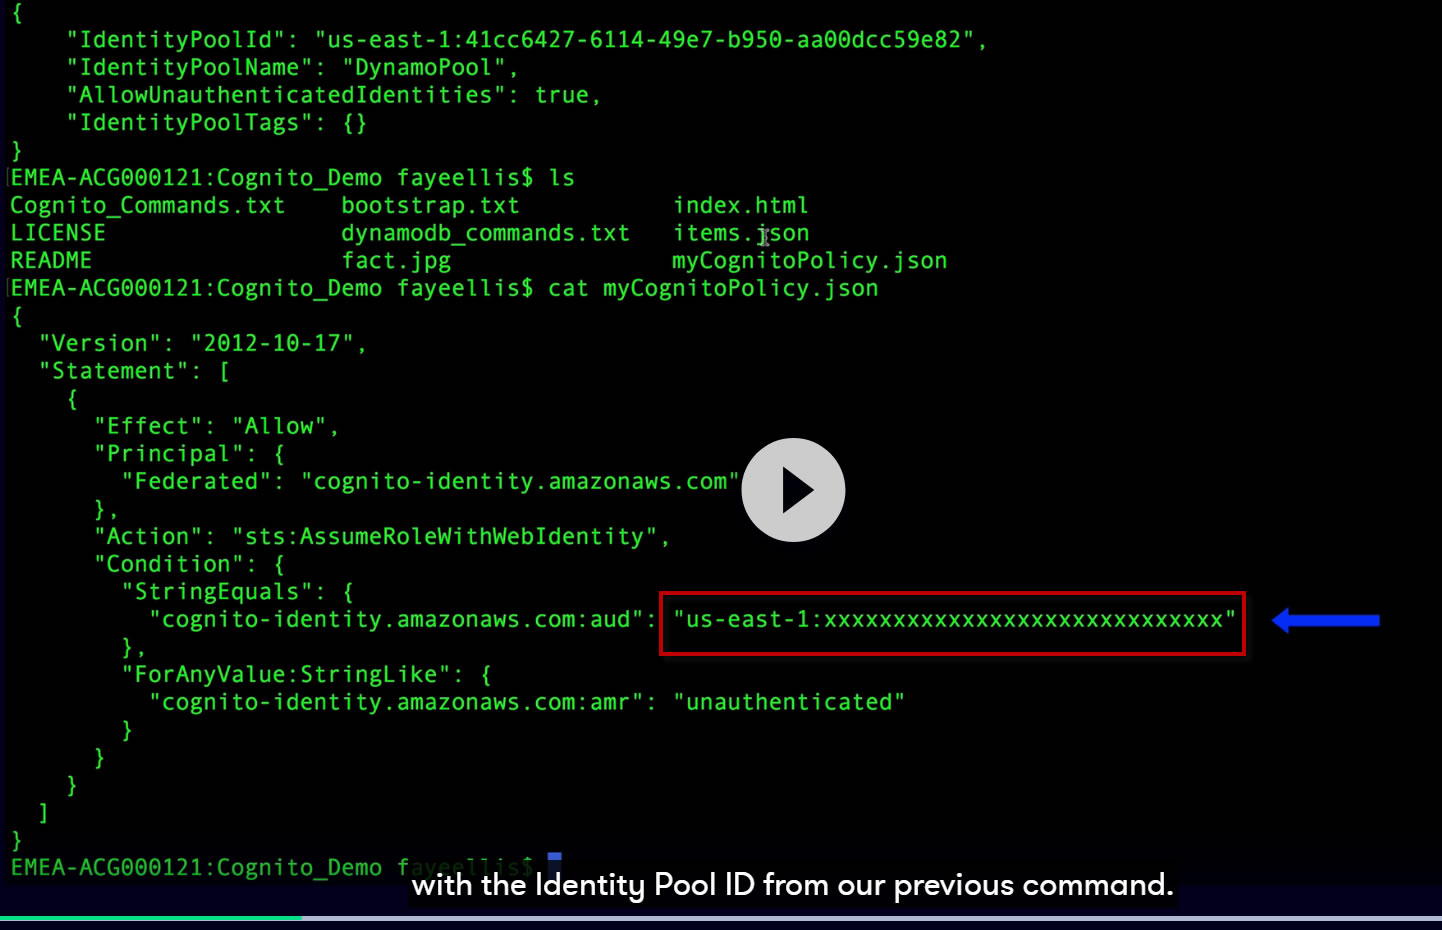 {
"IdentityPoolId": "us-east-1:41cc6427-6114-49e7-b950-aa00dcc59e82",
"IdentityPoolName": "DynamoPool",
"AllowUnauthenticatedIdentities": true,
"IdentityPoolTags": {}
}
EMEA-ACG000121:Cognito_Demo fayeellis$ ls
Cognito_Commands.txt bootstrap.txt index.html
LICENSE dynamodb_commands.txt items.json
README fact.jpg myCognitoPolicy.json
EMEA-ACG000121:Cognito_Demo fayeellis$ cat myCognitoPolicy.json
{
"Version": "2012-10-17",
"Statement": [
{
"Effect": "Allow",
"Principal": {
"Federated": "cognito-identity.amazonaws.com"
},
"Action": "sts:AssumeRoleWithWebIdentity",
"Condition": {
"StringEquals": {
"cognito-identity.amazonaws.com:aud": "us-east-1:xxxxxxxxxxxxxxxxxxxxxxxxxxxxx"
},
"ForAnyValue:StringLike": {
"cognito-identity.amazonaws.com:amr": "unauthenticated"
}
}
}
]
}
EMEA-ACG000121:Cognito_Demo fayeellis$
with the Identity Pool ID from our previous command.